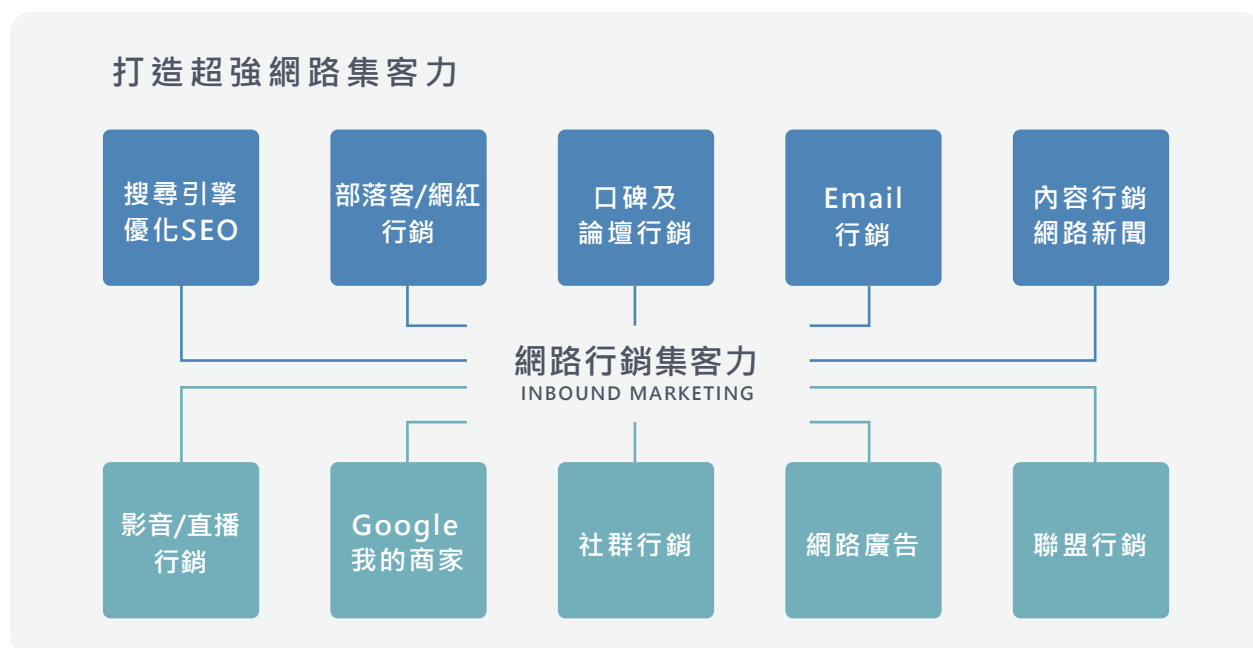 打造超強網路集客力
搜尋引擎
優化SEO
部落客/網紅
行銷
口碑及
論壇行銷
Email
行銷
內容行銷
網路新聞
網路行銷集客力
INBOUND MARKETING
影音/直播
行銷
Google
我的商家
社群行銷
網路廣告
聯盟行銷